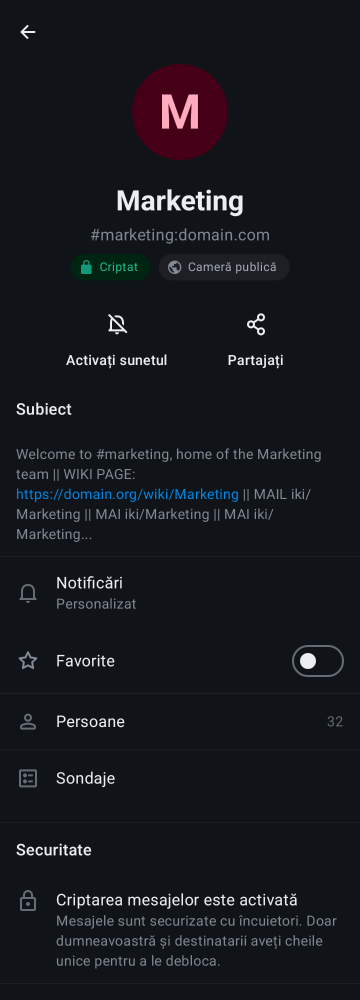 M
Marketing
#marketing:domain.com
Criptat
Cameră publică
Activați sunetul
Partajați
Subiect
Welcome to #marketing, home of the Marketing
team || WIKI PAGE:
https://domain.org/wiki/Marketing || MAIL iki/
Marketing || MAI iki/Marketing || MAI iki/
Marketing...
Notificări
Personalizat
Favorite
Persoane
32
Sondaje
Securitate
Criptarea mesajelor este activată
Mesajele sunt securizate cu încuietori. Doar
dumneavoastră și destinatarii aveți cheile
unice pentru a le debloca.